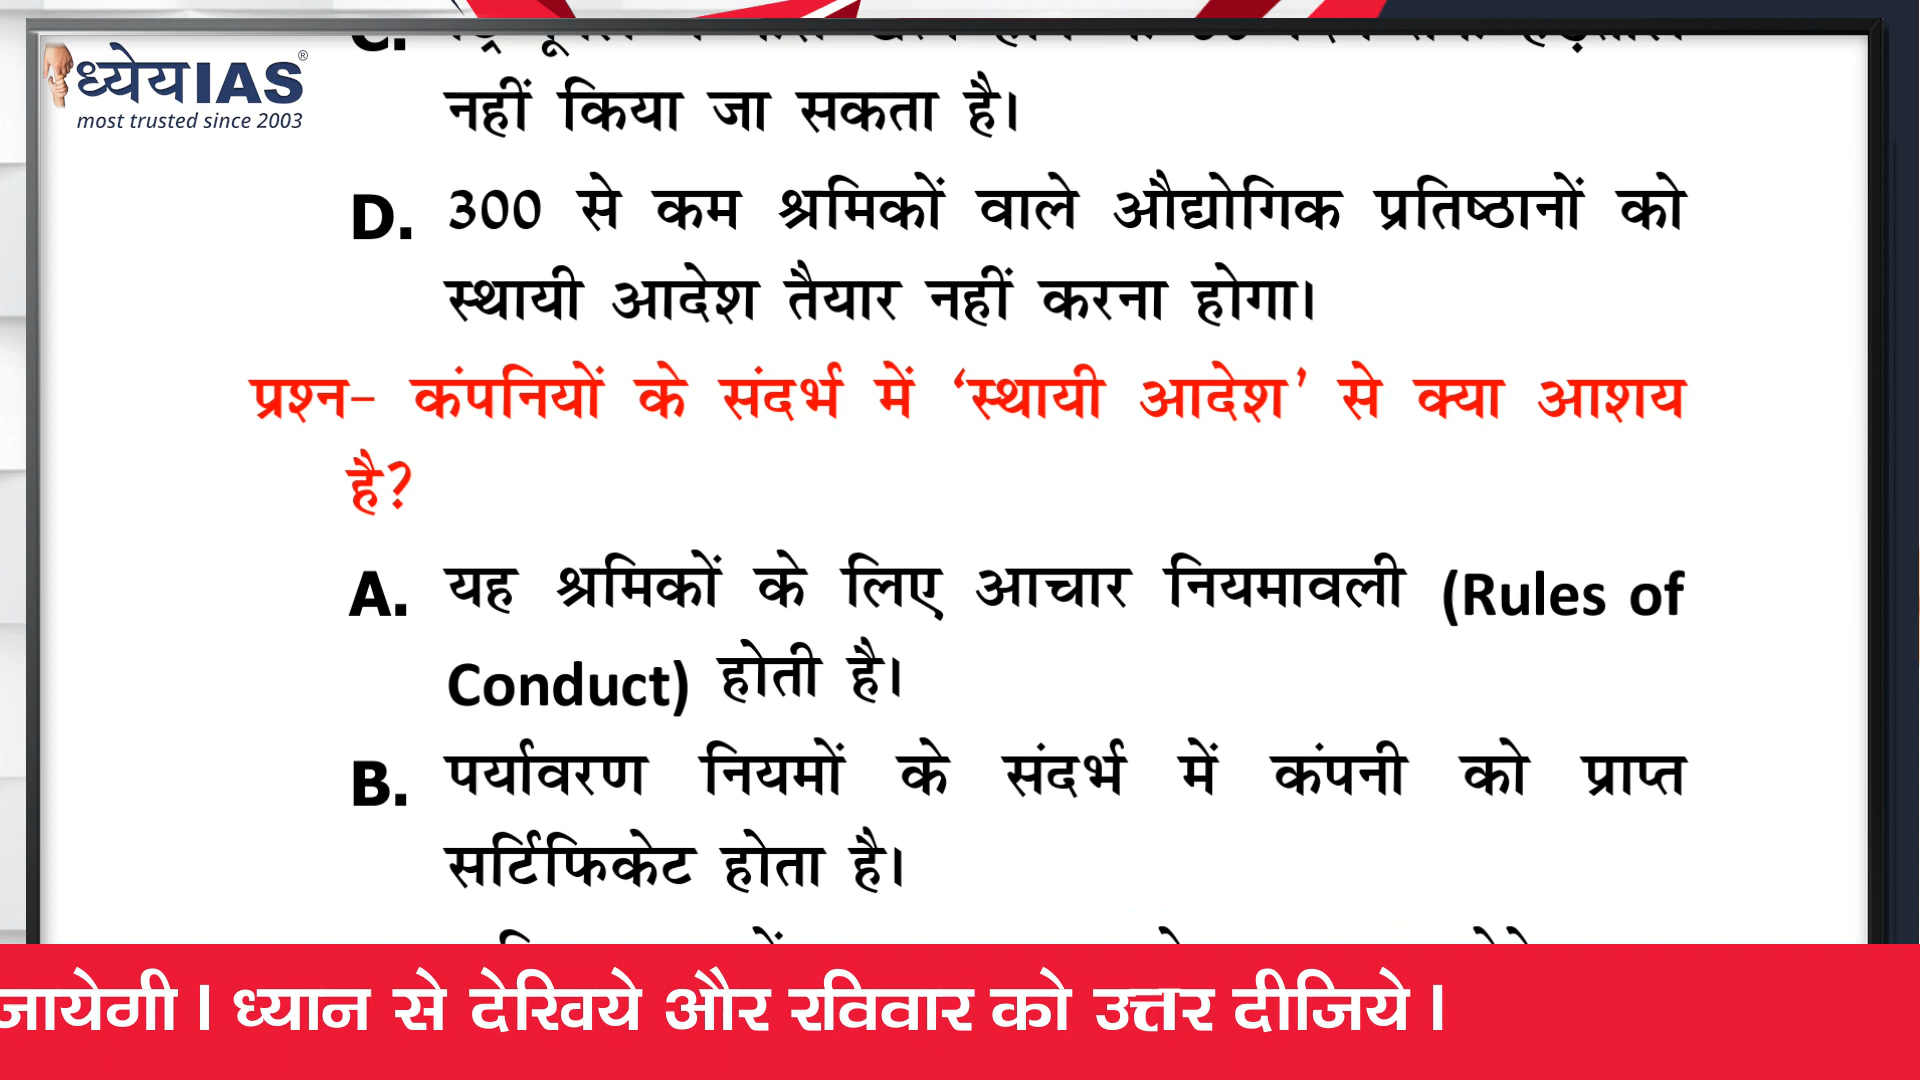 ध्येय IAS®
most trusted since 2003
C.
नहीं किया जा सकता है।
D. 300 से कम श्रमिकों वाले औद्योगिक प्रतिष्ठानों को
स्थायी आदेश तैयार नहीं करना होगा।
प्रश्न- कंपनियों के संदर्भ में ‘स्थायी आदेश’ से क्या आशय
है?
A. यह श्रमिकों के लिए आचार नियमावली (Rules of
Conduct) होती है।
B. पर्यावरण नियमों के संदर्भ में कंपनी को प्राप्त
सर्टिफिकेट होता है।
जायेगी । ध्यान से देखिये और रविवार को उत्तर दीजिये ।